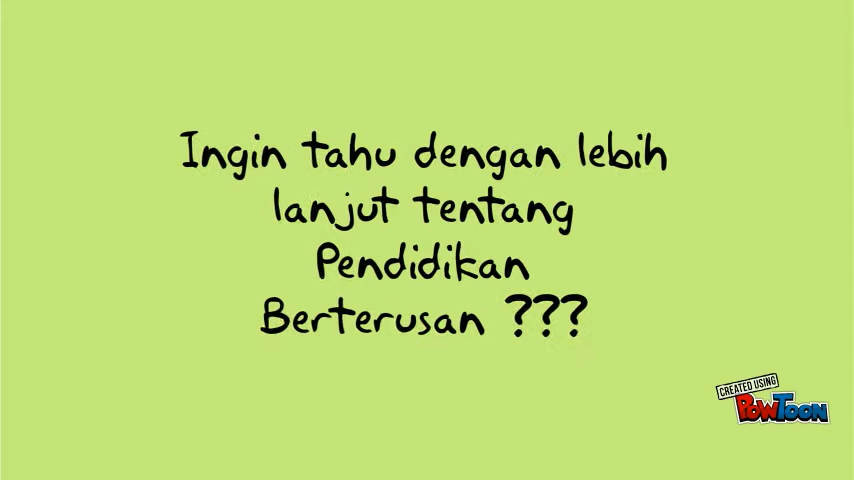 Ingin tahu dengan lebih
lanjut tentang
Pendidikan
Berterusan ???
CREATED USING
POWTOON